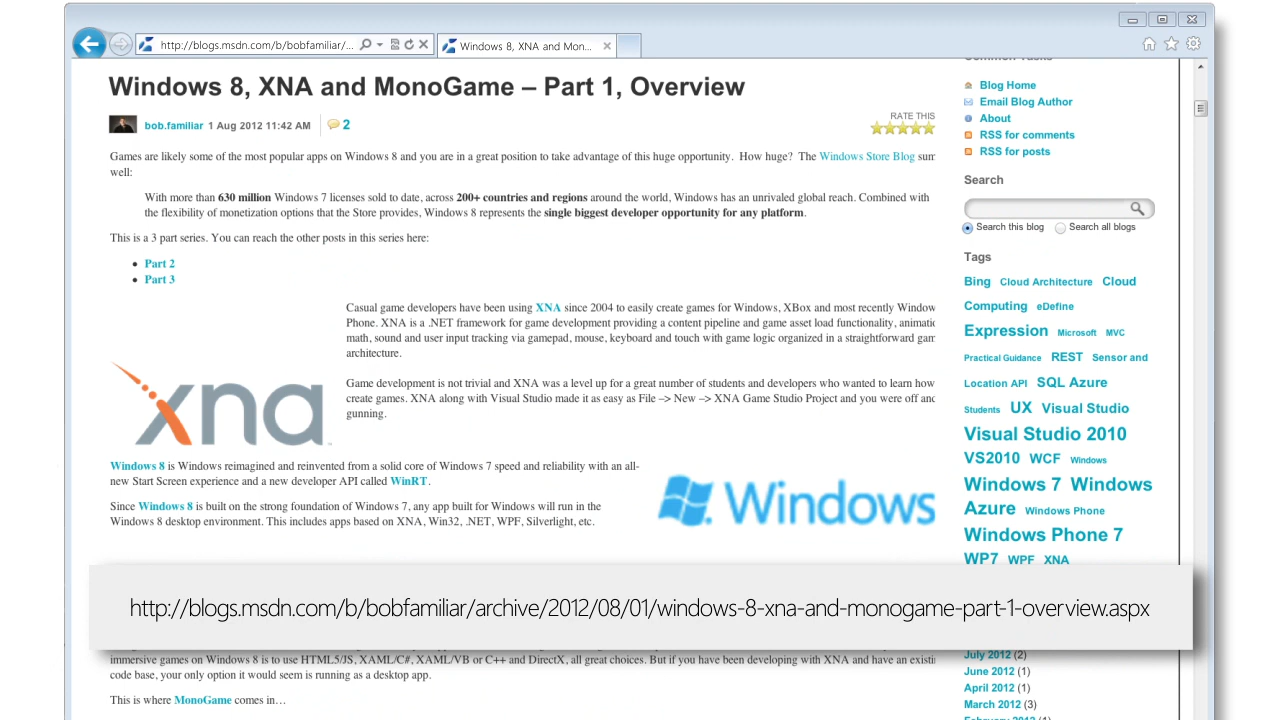 http://blogs.msdn.com/b/bobfamiliar/...
Windows 8, XNA and Mon...
Windows 8, XNA and MonoGame – Part 1, Overview
bob.familiar 1 Aug 2012 11:42 AM 2
RATE THIS
Games are likely some of the most popular apps on Windows 8 and you are in a great position to take advantage of this huge opportunity. How huge? The Windows Store Blog sum
well:
With more than 630 million Windows 7 licenses sold to date, across 200+ countries and regions around the world, Windows has an unrivaled global reach. Combined with
the flexibility of monetization options that the Store provides, Windows 8 represents the single biggest developer opportunity for any platform.
This is a 3 part series. You can reach the other posts in this series here:
• Part 2
• Part 3
Casual game developers have been using XNA since 2004 to easily create games for Windows, XBox and most recently Window
Phone. XNA is a .NET framework for game development providing a content pipeline and game asset load functionality, animatic
math, sound and user input tracking via gamepad, mouse, keyboard and touch with game logic organized in a straightforward gam
architecture.
xna
Game development is not trivial and XNA was a level up for a great number of students and developers who wanted to learn how
create games. XNA along with Visual Studio made it as easy as File –> New –> XNA Game Studio Project and you were off and
gunning.
Windows 8 is Windows reimagined and reinvented from a solid core of Windows 7 speed and reliability with an all-
new Start Screen experience and a new developer API called WinRT.
Since Windows 8 is built on the strong foundation of Windows 7, any app built for Windows will run in the
Windows 8 desktop environment. This includes apps based on XNA, Win32, .NET, WPF, Silverlight, etc.
Windows
http://blogs.msdn.com/b/bobfamiliar/archive/2012/08/01/windows-8-xna-and-monogame-part-1-overview.aspx
immersive games on Windows 8 is to use HTML5/JS, XAML/C#, XAML/VB or C++ and DirectX, all great choices. But if you have been developing with XNA and have an existi
code base, your only option it would seem is running as a desktop app.
This is where MonoGame comes in…
Common Tasks
Blog Home
Email Blog Author
About
RSS for comments
RSS for posts
Search
Search this blog Search all blogs
Tags
Bing Cloud Architecture Cloud
Computing eDefine
Expression Microsoft MVC
Practical Guidance REST Sensor and
Location API SQL Azure
Students UX Visual Studio
Visual Studio 2010
VS2010 WCF Windows
Windows 7 Windows
Azure Windows Phone
Windows Phone 7
WP7 WPF XNA
July 2012 (2)
June 2012 (1)
April 2012 (1)
March 2012 (3)
February 2012 (1)